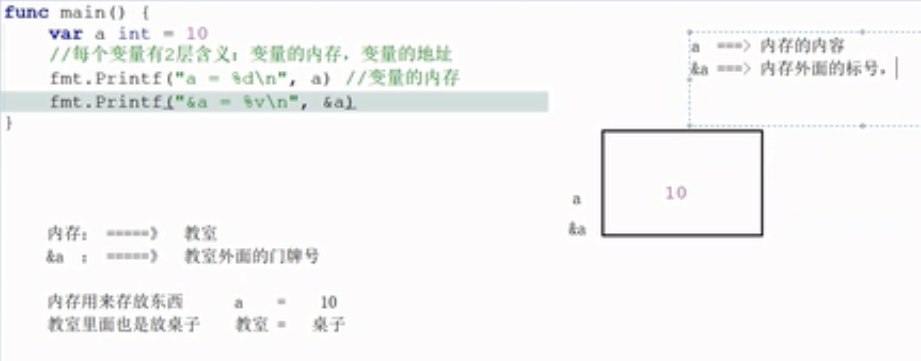 func main() {
var a int = 10
//每个变量有2层含义：变量的内存，变量的地址
fmt.Printf("a = %d\n", a) //变量的内存
fmt.Printf("&a = %v\n", &a)
}
a ===> 内存的内容
&a ===> 内存外面的标号，
10
a
&a
内存： =====》 教室
&a ： =====》 教室外面的门牌号
内存用来存放东西 a = 10
教室里面也是放桌子 教室 = 桌子